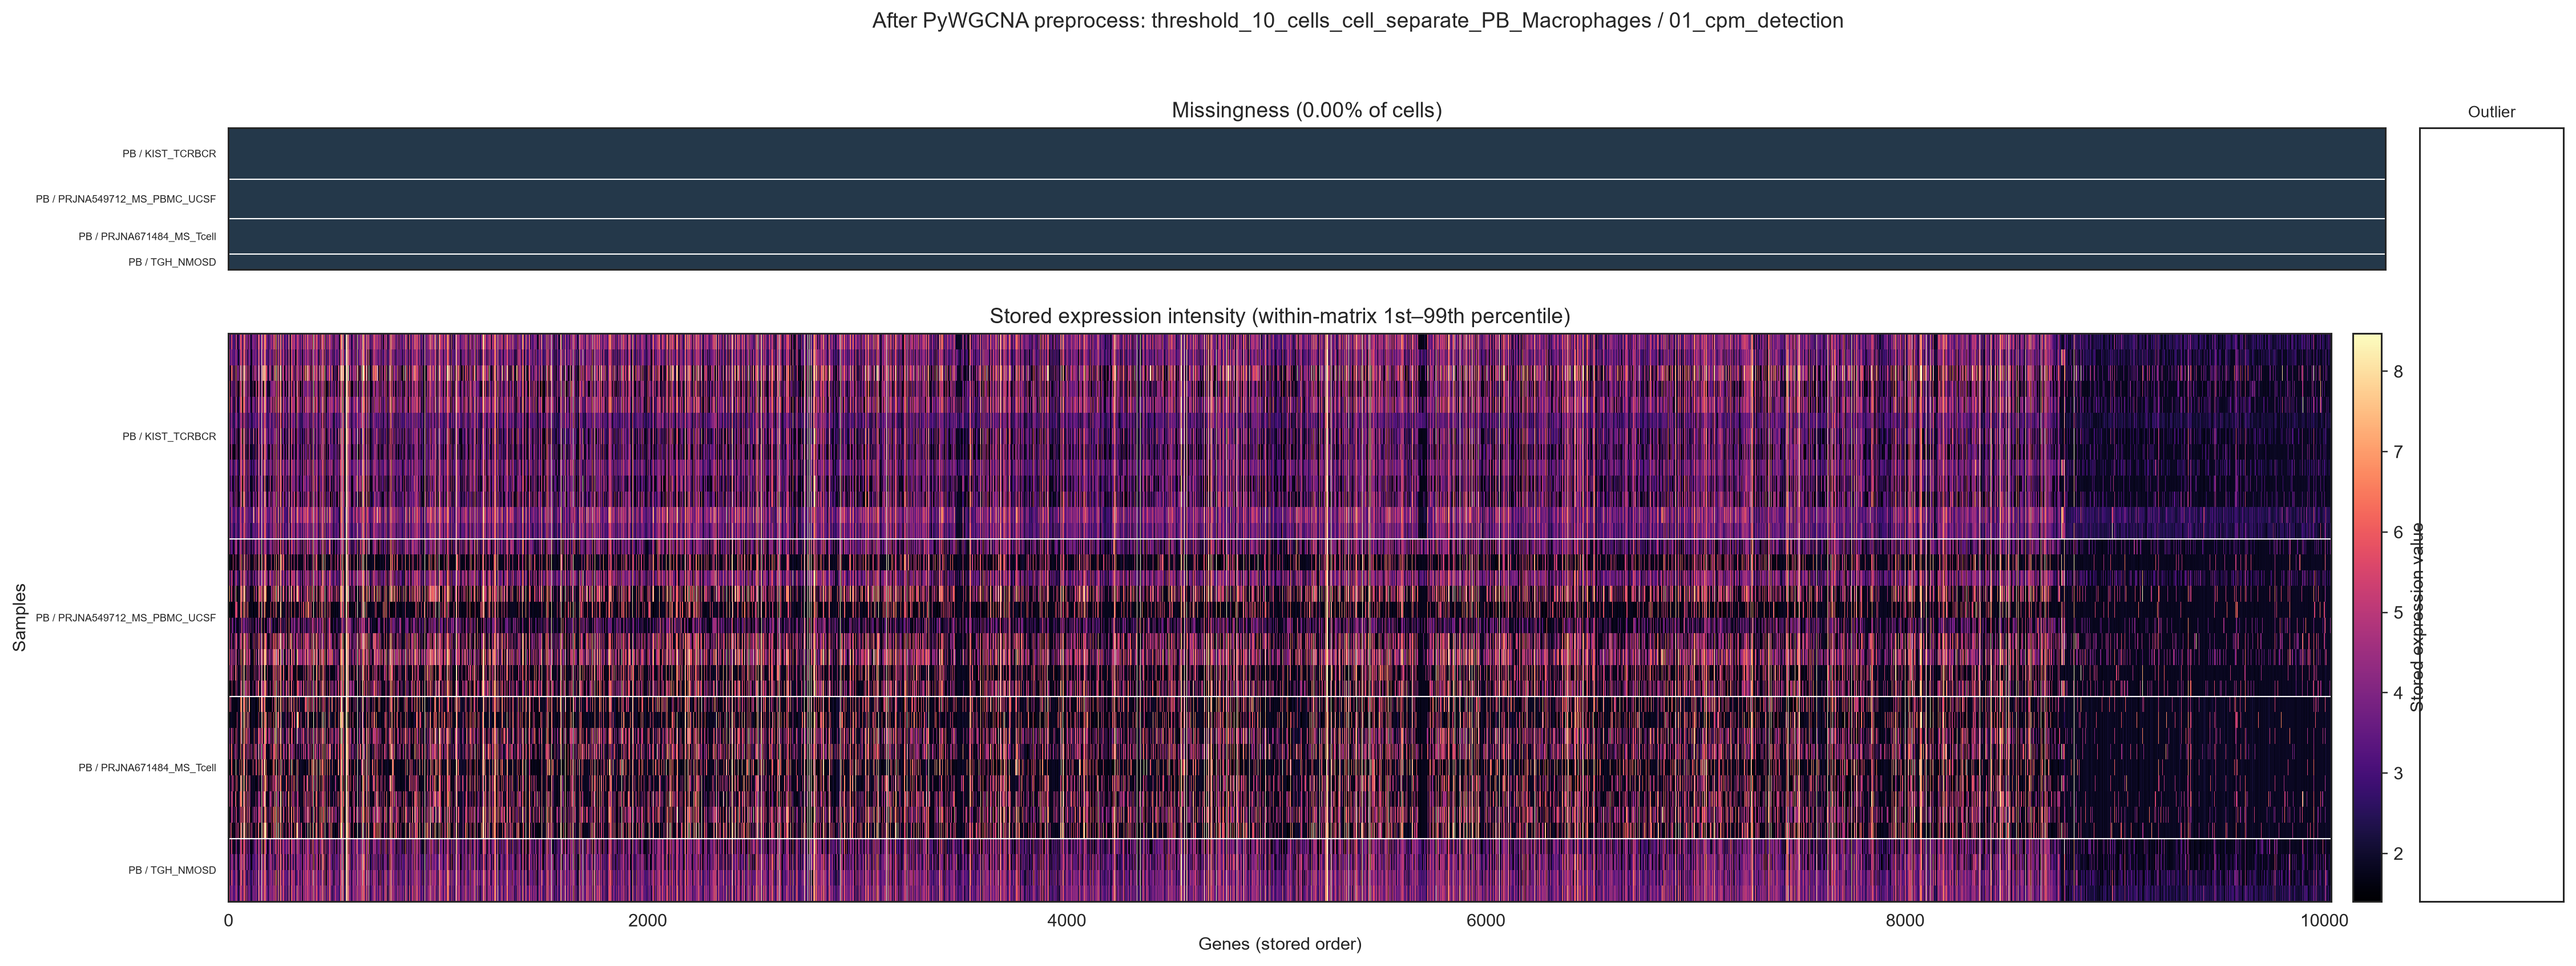 After PyWGCNA preprocess: threshold_10_cells_cell_separate_PB_Macrophages / 01_cpm_detection
Missingness (0.00% of cells)
Outlier
PB / KIST_TCRBCR
PB / PRJNA549712_MS_PBMC_UCSF
PB / PRJNA671484_MS_Tcell
PB / TGH_NMOSD
Stored expression intensity (within-matrix 1st–99th percentile)
Samples
PB / KIST_TCRBCR
PB / PRJNA549712_MS_PBMC_UCSF
PB / PRJNA671484_MS_Tcell
PB / TGH_NMOSD
8
7
6
5
4
3
2
Stored expression value
0 2000 4000 6000 8000 10000
Genes (stored order)